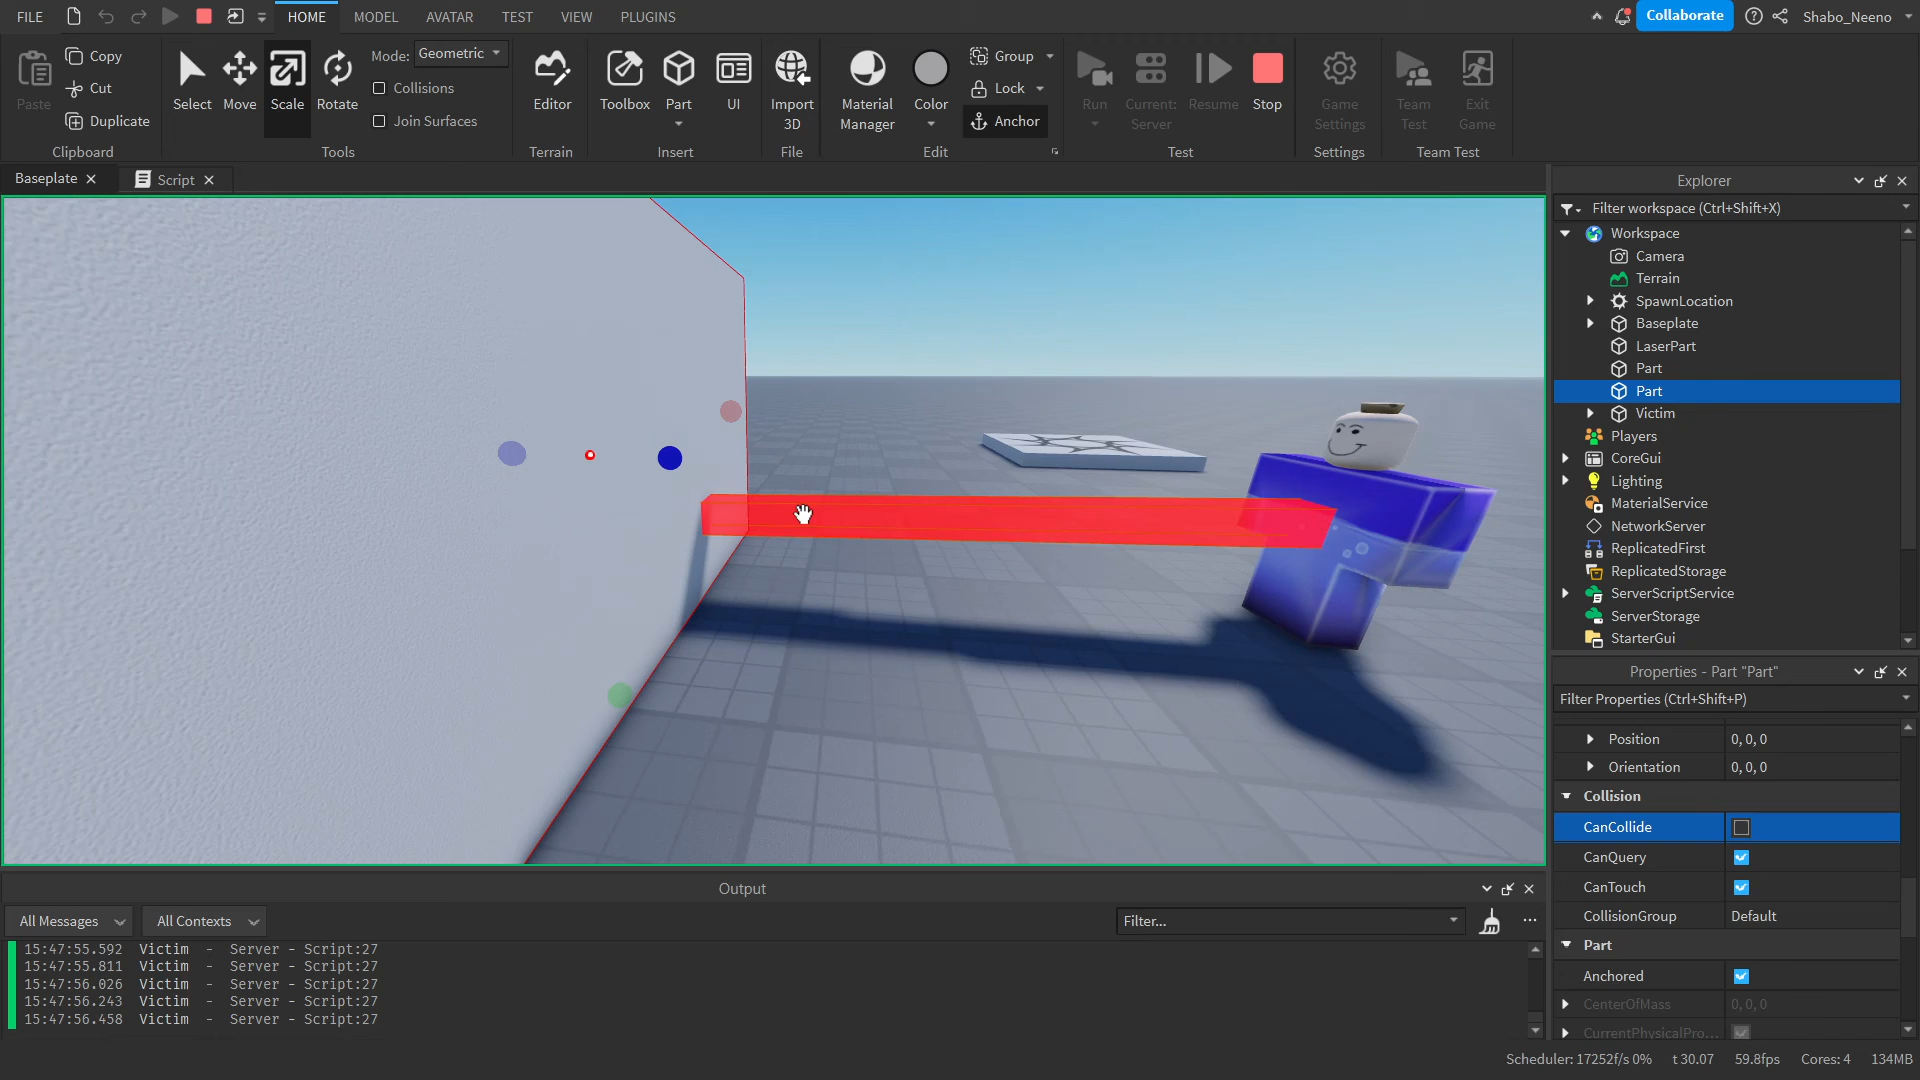 FILE
HOME
MODEL
AVATAR
TEST
VIEW
PLUGINS
Collaborate
Shabo_Neeno
Paste
Copy
Cut
Duplicate
Clipboard
Select
Move
Scale
Rotate
Mode: Geometric
Collisions
Join Surfaces
Tools
Editor
Terrain
Toolbox
Part
UI
Insert
Import
3D
File
Material
Manager
Color
Group
Lock
Anchor
Edit
Run
Current:
Server
Resume
Stop
Test
Game
Settings
Settings
Team
Test
Exit
Game
Team Test
Baseplate
Script
Explorer
Filter workspace (Ctrl+Shift+X)
Workspace
Camera
Terrain
SpawnLocation
Baseplate
LaserPart
Part
Part
Victim
Players
CoreGui
Lighting
MaterialService
NetworkServer
ReplicatedFirst
ReplicatedStorage
ServerScriptService
ServerStorage
StarterGui
Properties - Part "Part"
Filter Properties (Ctrl+Shift+P)
Position 0, 0, 0
Orientation 0, 0, 0
Collision
CanCollide
CanQuery
CanTouch
CollisionGroup Default
Part
Anchored
CenterOfMass 0, 0, 0
CurrentPhysicalPro...
Output
All Messages
All Contexts
Filter...
15:47:55.592 Victim - Server - Script:27
15:47:55.811 Victim - Server - Script:27
15:47:56.026 Victim - Server - Script:27
15:47:56.243 Victim - Server - Script:27
15:47:56.458 Victim - Server - Script:27
Scheduler: 17252f/s 0% t 30.07 59.8fps Cores: 4 134MB